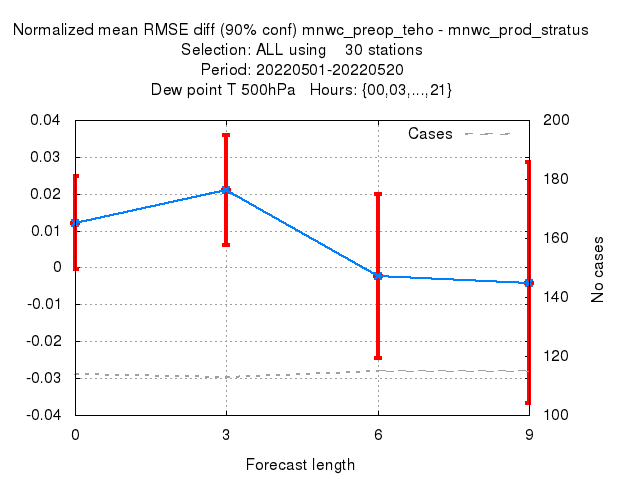 Normalized mean RMSE diff (90% conf) mnwc_preop_teho - mnwc_prod_stratus
Selection: ALL using    30 stations
Period: 20220501-20220520
Dew point T 500hPa   Hours: {00,03,...,21}
0.04
0.03
0.02
0.01
0
-0.01
-0.02
-0.03
-0.04
Cases
200
180
160
140
120
100
No cases
0 3 6 9
Forecast length